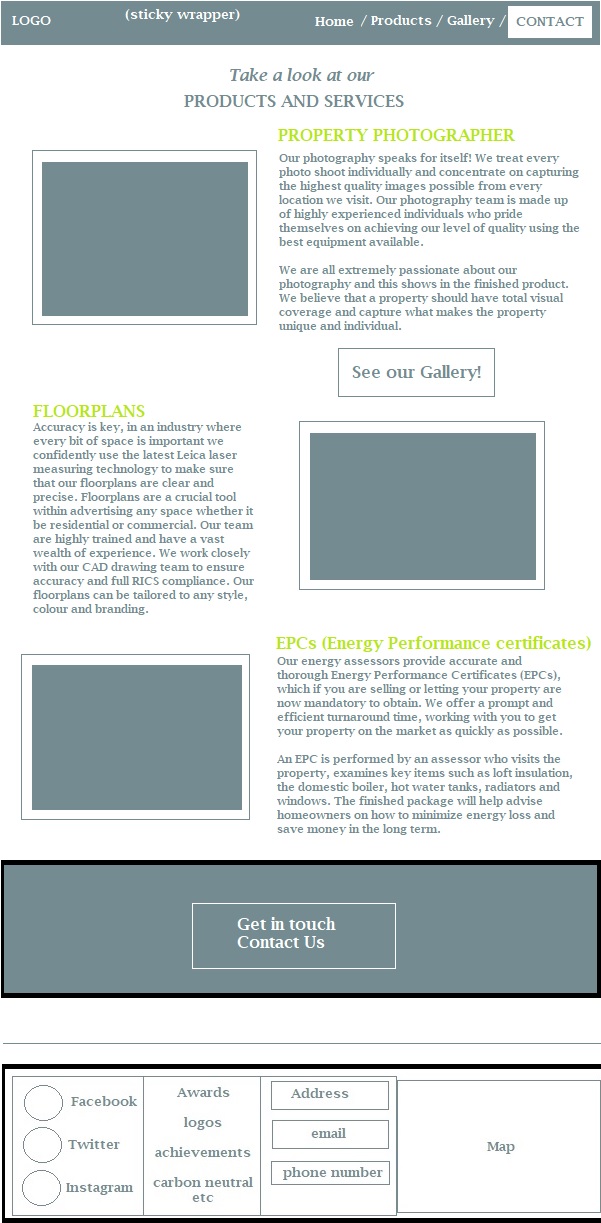 LOGO (sticky wrapper) Home / Products / Gallery / CONTACT
Take a look at our
PRODUCTS AND SERVICES
PROPERTY PHOTOGRAPHER
Our photography speaks for itself! We treat every
photo shoot individually and concentrate on capturing
the highest quality images possible from every
location we visit. Our photography team is made up
of highly experienced individuals who pride
themselves on achieving our level of quality using the
best equipment available.
We are all extremely passionate about our
photography and this shows in the finished product.
We believe that a property should have total visual
coverage and capture what makes the property
unique and individual.
See our Gallery!
FLOORPLANS
Accuracy is key, in an industry where
every bit of space is important we
confidently use the latest Leica laser
measuring technology to make sure
that our floorplans are clear and
precise. Floorplans are a crucial tool
within advertising any space whether it
be residential or commercial. Our team
are highly trained and have a vast
wealth of experience. We work closely
with our CAD drawing team to ensure
accuracy and full RICS compliance. Our
floorplans can be tailored to any style,
colour and branding.
EPCs (Energy Performance certificates)
Our energy assessors provide accurate and
thorough Energy Performance Certificates (EPCs),
which if you are selling or letting your property are
now mandatory to obtain. We offer a prompt and
efficient turnaround time, working with you to get
your property on the market as quickly as possible.
An EPC is performed by an assessor who visits the
property, examines key items such as loft insulation,
the domestic boiler, hot water tanks, radiators and
windows. The finished package will help advise
homeowners on how to minimize energy loss and
save money in the long term.
Get in touch
Contact Us
Facebook
Twitter
Instagram
Awards
logos
achievements
carbon neutral
etc
Address
email
phone number
Map